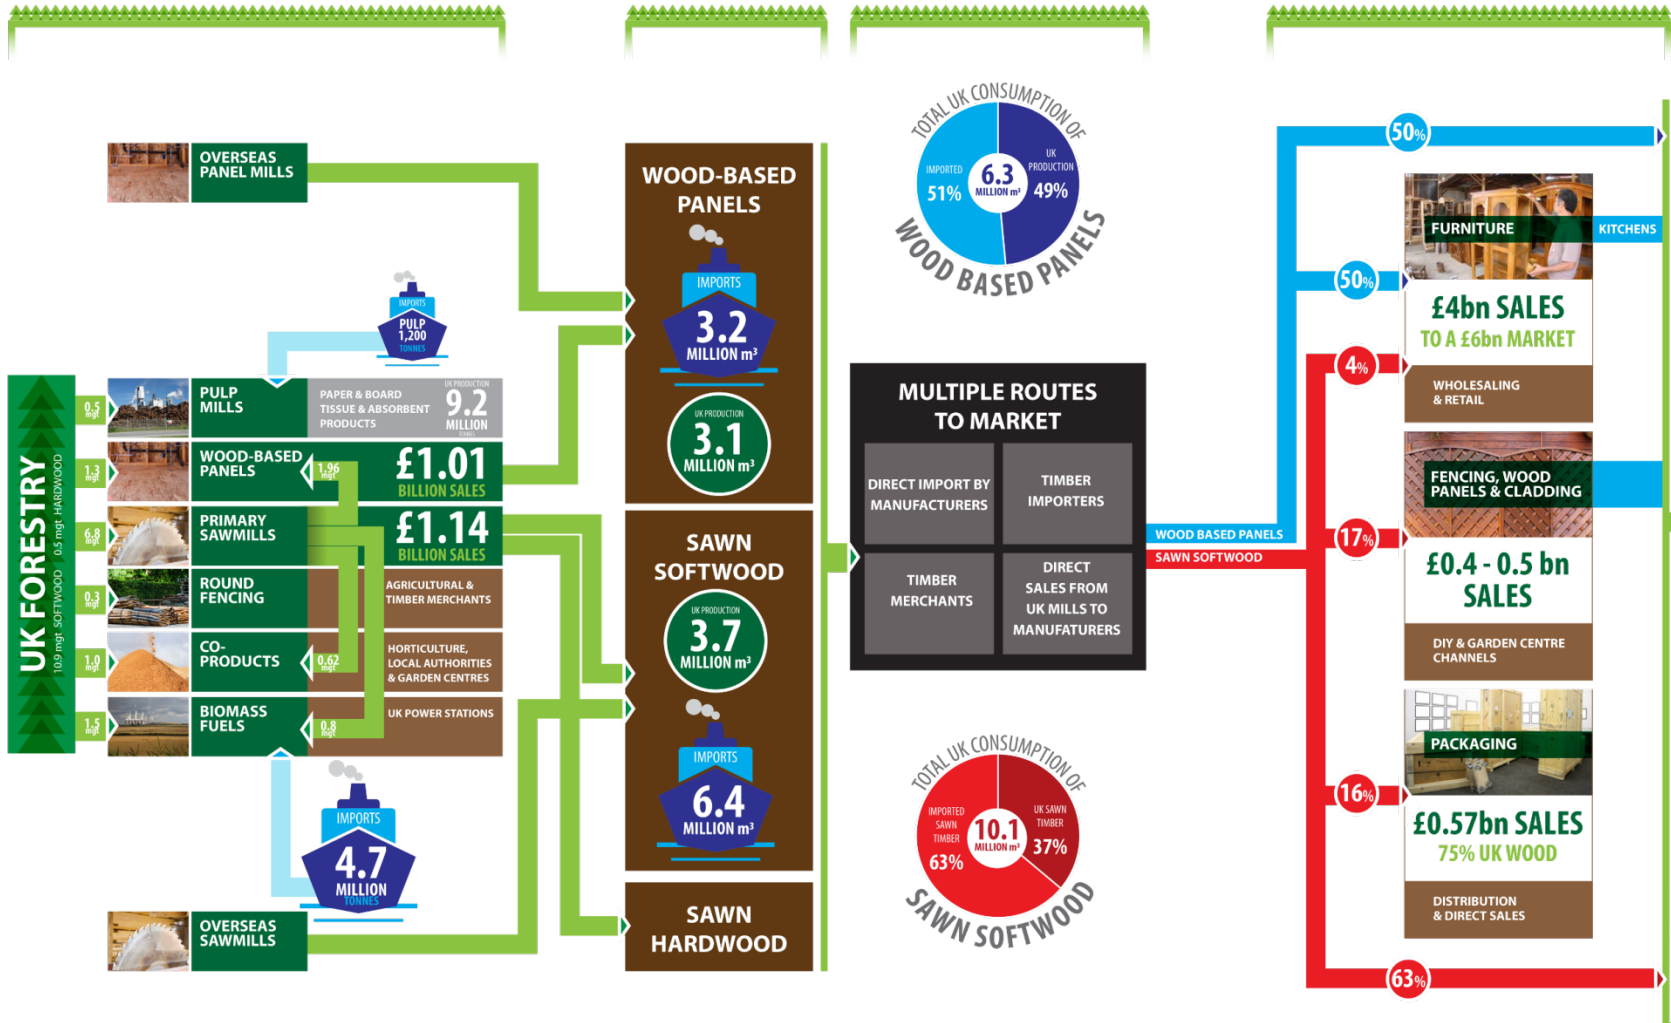 OVERSEAS
PANEL MILLS
IMPORTS
PULP
1,200
TONNES
UK FORESTRY
10.9 mgt SOFTWOOD 0.5 mgt HARDWOOD
0.5
mgt
PULP
MILLS
PAPER & BOARD
TISSUE & ABSORBENT
PRODUCTS
UK PRODUCTION
9.2
MILLION
TONNES
1.3
mgt
WOOD-BASED
PANELS
1.96
mgt
£1.01
BILLION SALES
6.8
mgt
PRIMARY
SAWMILLS
£1.14
BILLION SALES
0.3
mgt
ROUND
FENCING
AGRICULTURAL &
TIMBER MERCHANTS
1.0
mgt
CO-
PRODUCTS
0.62
mgt
HORTICULTURE,
LOCAL AUTHORITIES
& GARDEN CENTRES
1.5
mgt
BIOMASS
FUELS
0.8
mgt
UK POWER STATIONS
IMPORTS
4.7
MILLION
TONNES
OVERSEAS
SAWMILLS
WOOD-BASED
PANELS
IMPORTS
3.2
MILLION m³
UK PRODUCTION
3.1
MILLION m³
SAWN
SOFTWOOD
UK PRODUCTION
3.7
MILLION m³
IMPORTS
6.4
MILLION m³
SAWN
HARDWOOD
TOTAL UK CONSUMPTION OF
IMPORTED
51%
6.3
MILLION m³
UK
PRODUCTION
49%
WOOD BASED PANELS
MULTIPLE ROUTES
TO MARKET
DIRECT IMPORT BY
MANUFACTURERS
TIMBER
IMPORTERS
TIMBER
MERCHANTS
DIRECT
SALES FROM
UK MILLS TO
MANUFATURERS
TOTAL UK CONSUMPTION OF
IMPORTED
SAWN
TIMBER
63%
10.1
MILLION m³
UK SAWN
TIMBER
37%
SAWN SOFTWOOD
WOOD BASED PANELS
SAWN SOFTWOOD
50%
50%
4%
17%
16%
63%
FURNITURE
KITCHENS
£4bn SALES
TO A £6bn MARKET
WHOLESALING
& RETAIL
FENCING, WOOD
PANELS & CLADDING
£0.4 - 0.5 bn
SALES
DIY & GARDEN CENTRE
CHANNELS
PACKAGING
£0.57bn SALES
75% UK WOOD
DISTRIBUTION
& DIRECT SALES